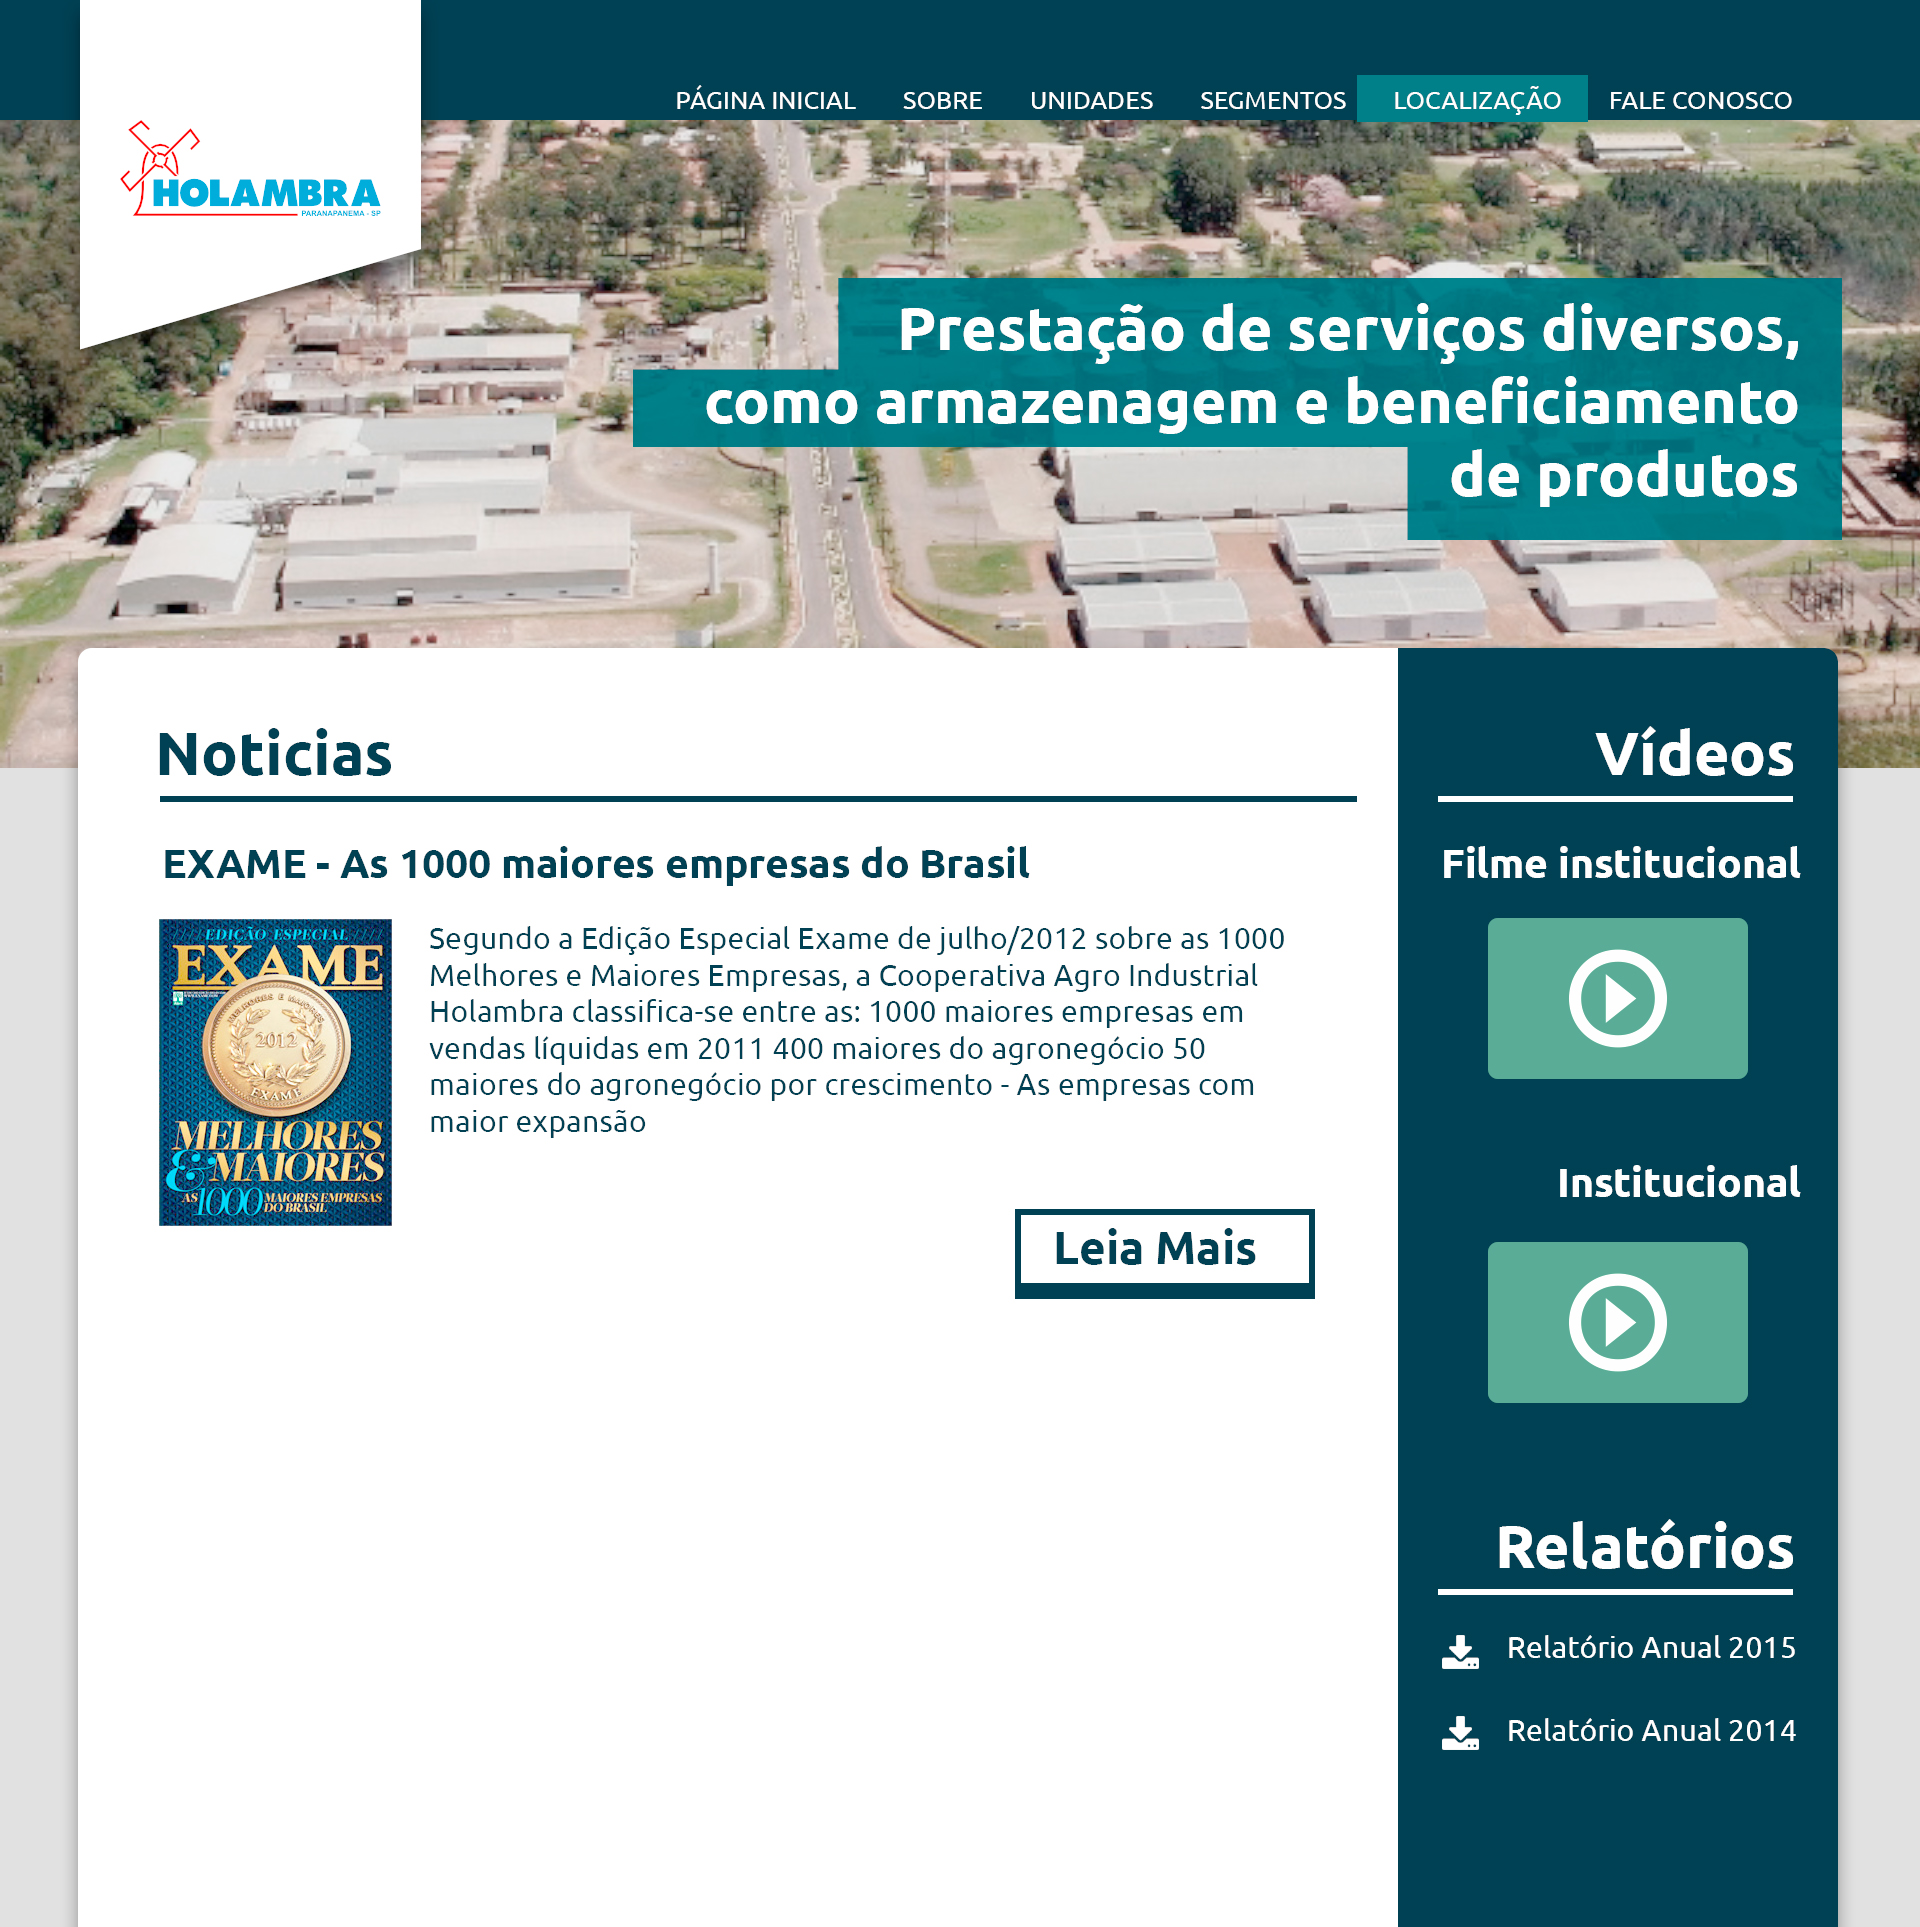 PÁGINA INICIAL SOBRE UNIDADES SEGMENTOS LOCALIZAÇÃO FALE CONOSCO
HOLAMBRA
PARANAPANEMA - SP
Prestação de serviços diversos,
como armazenagem e beneficiamento
de produtos
Noticias
EXAME - As 1000 maiores empresas do Brasil
EDIÇÃO ESPECIAL
EXAME
MELHORES E MAIORES
2012
EXAME
MELHORES
& MAIORES
AS 1000 MAIORES EMPRESAS
DO BRASIL
Segundo a Edição Especial Exame de julho/2012 sobre as 1000
Melhores e Maiores Empresas, a Cooperativa Agro Industrial
Holambra classifica-se entre as: 1000 maiores empresas em
vendas líquidas em 2011 400 maiores do agronegócio 50
maiores do agronegócio por crescimento - As empresas com
maior expansão
Leia Mais
Vídeos
Filme institucional
Institucional
Relatórios
Relatório Anual 2015
Relatório Anual 2014